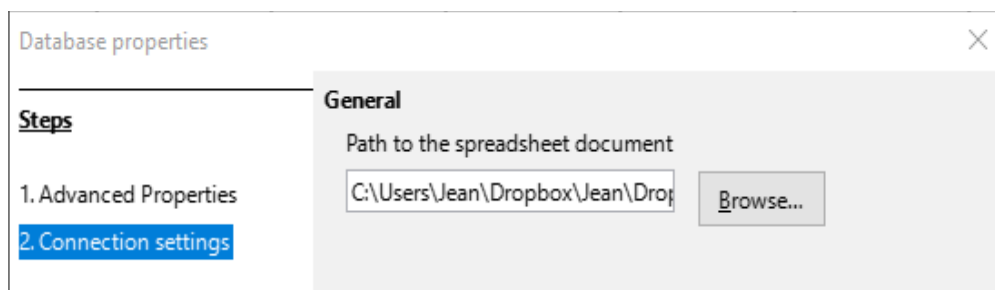 Database properties
Steps
1. Advanced Properties
2. Connection settings
General
Path to the spreadsheet document
C:\Users\Jean\Dropbox\Jean\Drop
Browse...